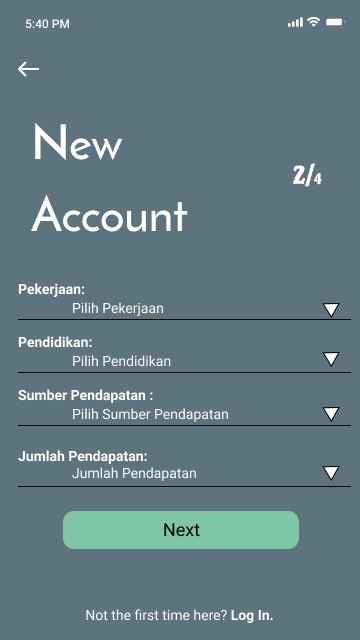 5:40 PM
New
Account
2/4
Pekerjaan:
Pilih Pekerjaan
Pendidikan:
Pilih Pendidikan
Sumber Pendapatan :
Pilih Sumber Pendapatan
Jumlah Pendapatan:
Jumlah Pendapatan
Next
Not the first time here? Log In.